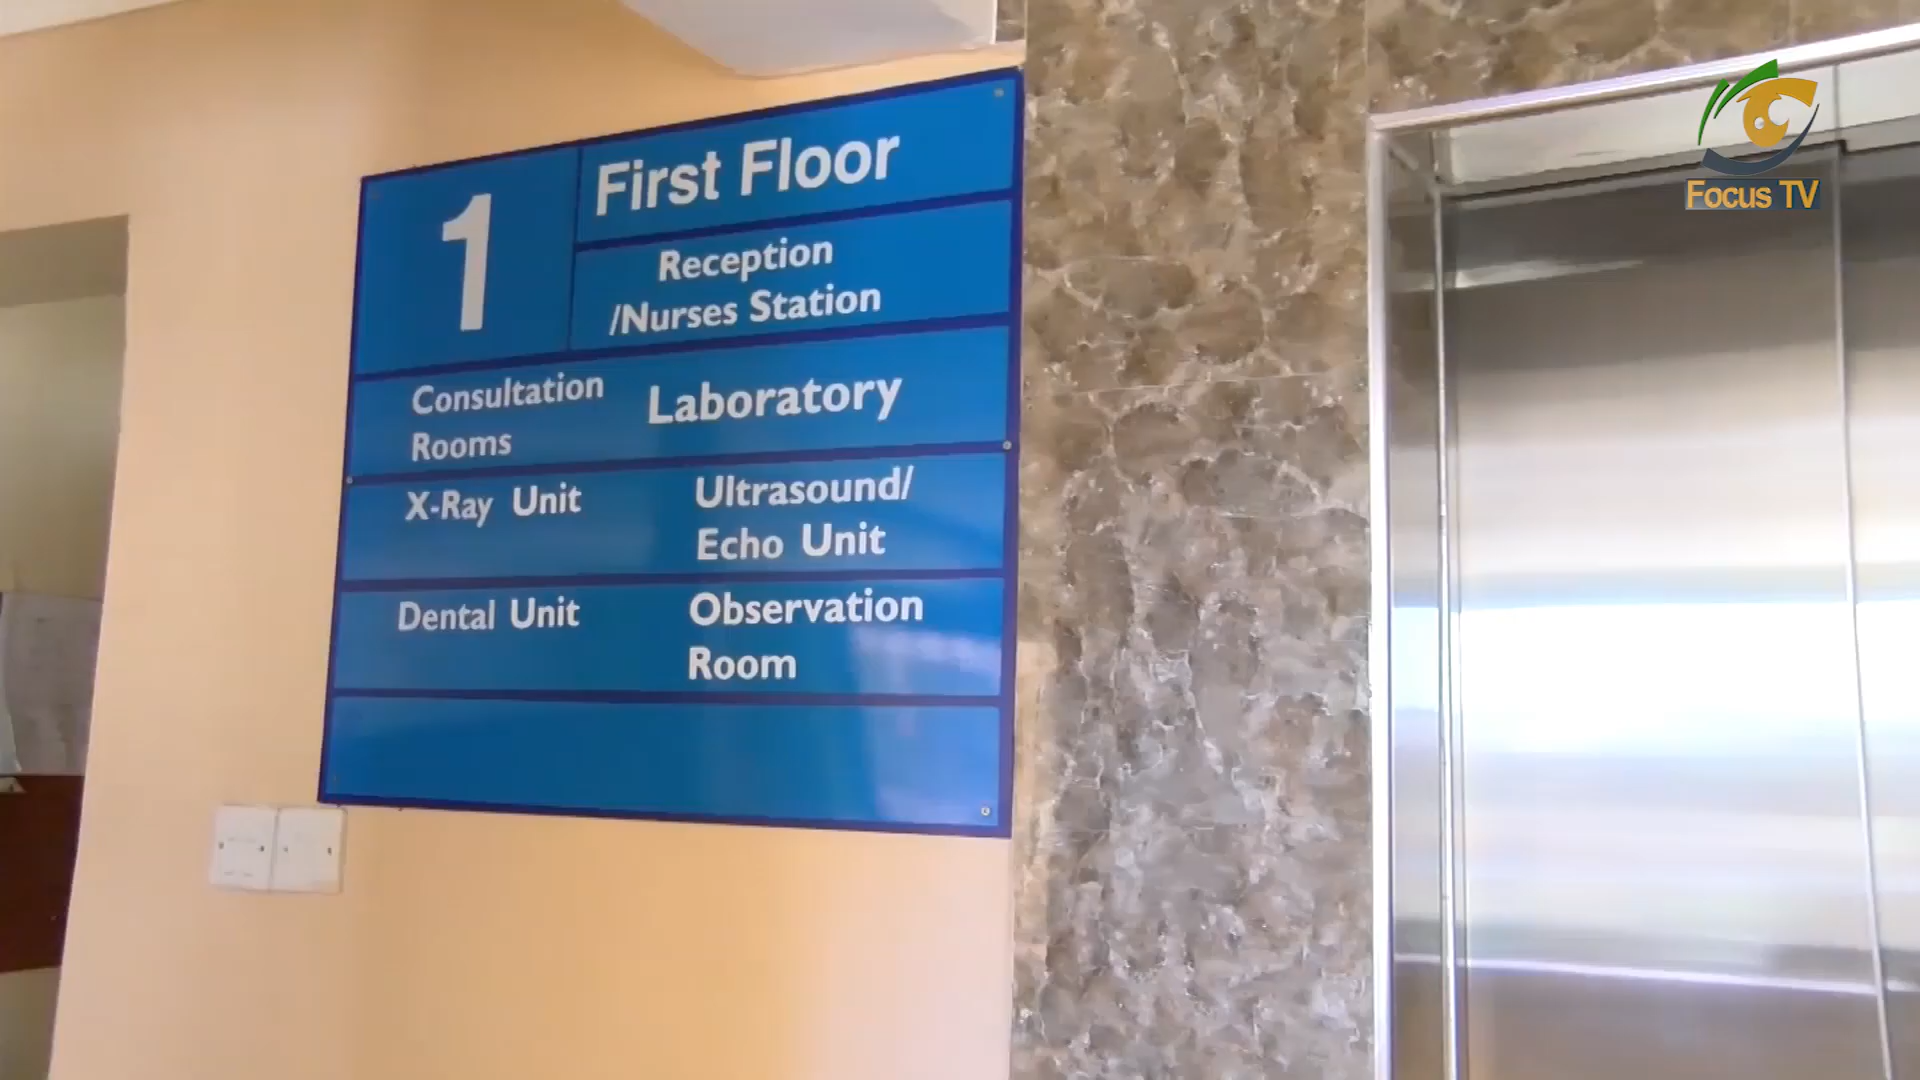 1
First Floor
Reception
/Nurses Station
Consultation
Rooms
Laboratory
X-Ray Unit
Ultrasound/
Echo Unit
Dental Unit
Observation
Room
Focus TV